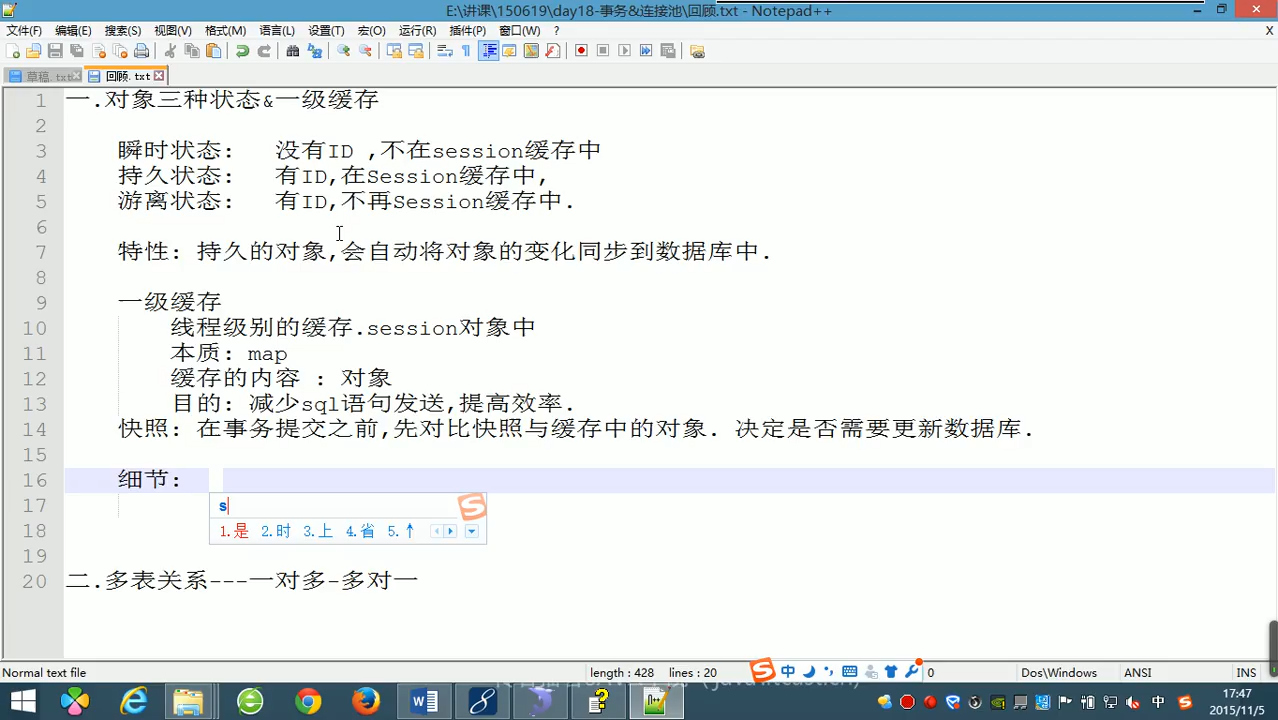 E:\讲课\150619\day18-事务&连接池\回顾.txt - Notepad++
文件(F) 编辑(E) 搜索(S) 视图(V) 格式(M) 语言(L) 设置(T) 宏(O) 运行(R) 插件(P) 窗口(W) ? X
草稿. txt 回顾. txt
1 一.对象三种状态&一级缓存
2
3 瞬时状态: 没有ID ,不在session缓存中
4 持久状态: 有ID,在Session缓存中,
5 游离状态: 有ID,不再Session缓存中.
6
7 特性: 持久的对象,会自动将对象的变化同步到数据库中.
8
9 一级缓存
10 线程级别的缓存.session对象中
11 本质: map
12 缓存的内容 : 对象
13 目的: 减少sql语句发送,提高效率.
14 快照: 在事务提交之前,先对比快照与缓存中的对象. 决定是否需要更新数据库.
15
16 细节:
17 s
18 1.是 2.时 3.上 4.省 5.↑
19
20 二.多表关系---一对多-多对一
Normal text file length : 428 lines : 20 中 0 Dos\Windows ANSI INS
中 17:47
2015/11/5